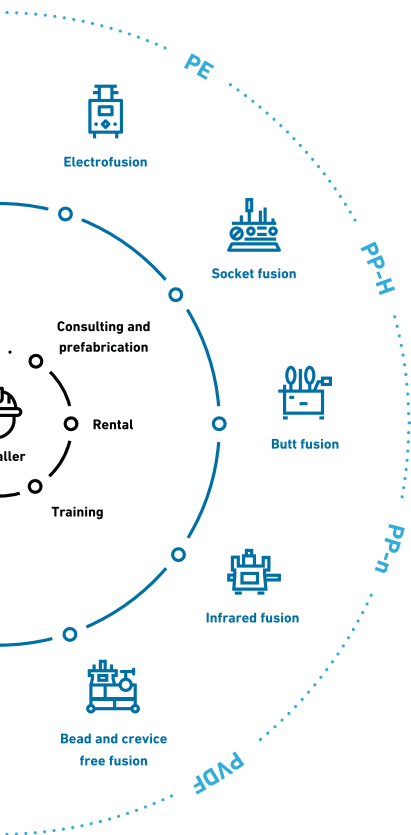 PE
Electrofusion
PP-H
Socket fusion
Consulting and
prefabrication
Rental
Butt fusion
aller
Training
PP-n
Infrared fusion
Bead and crevice
free fusion
PVDF